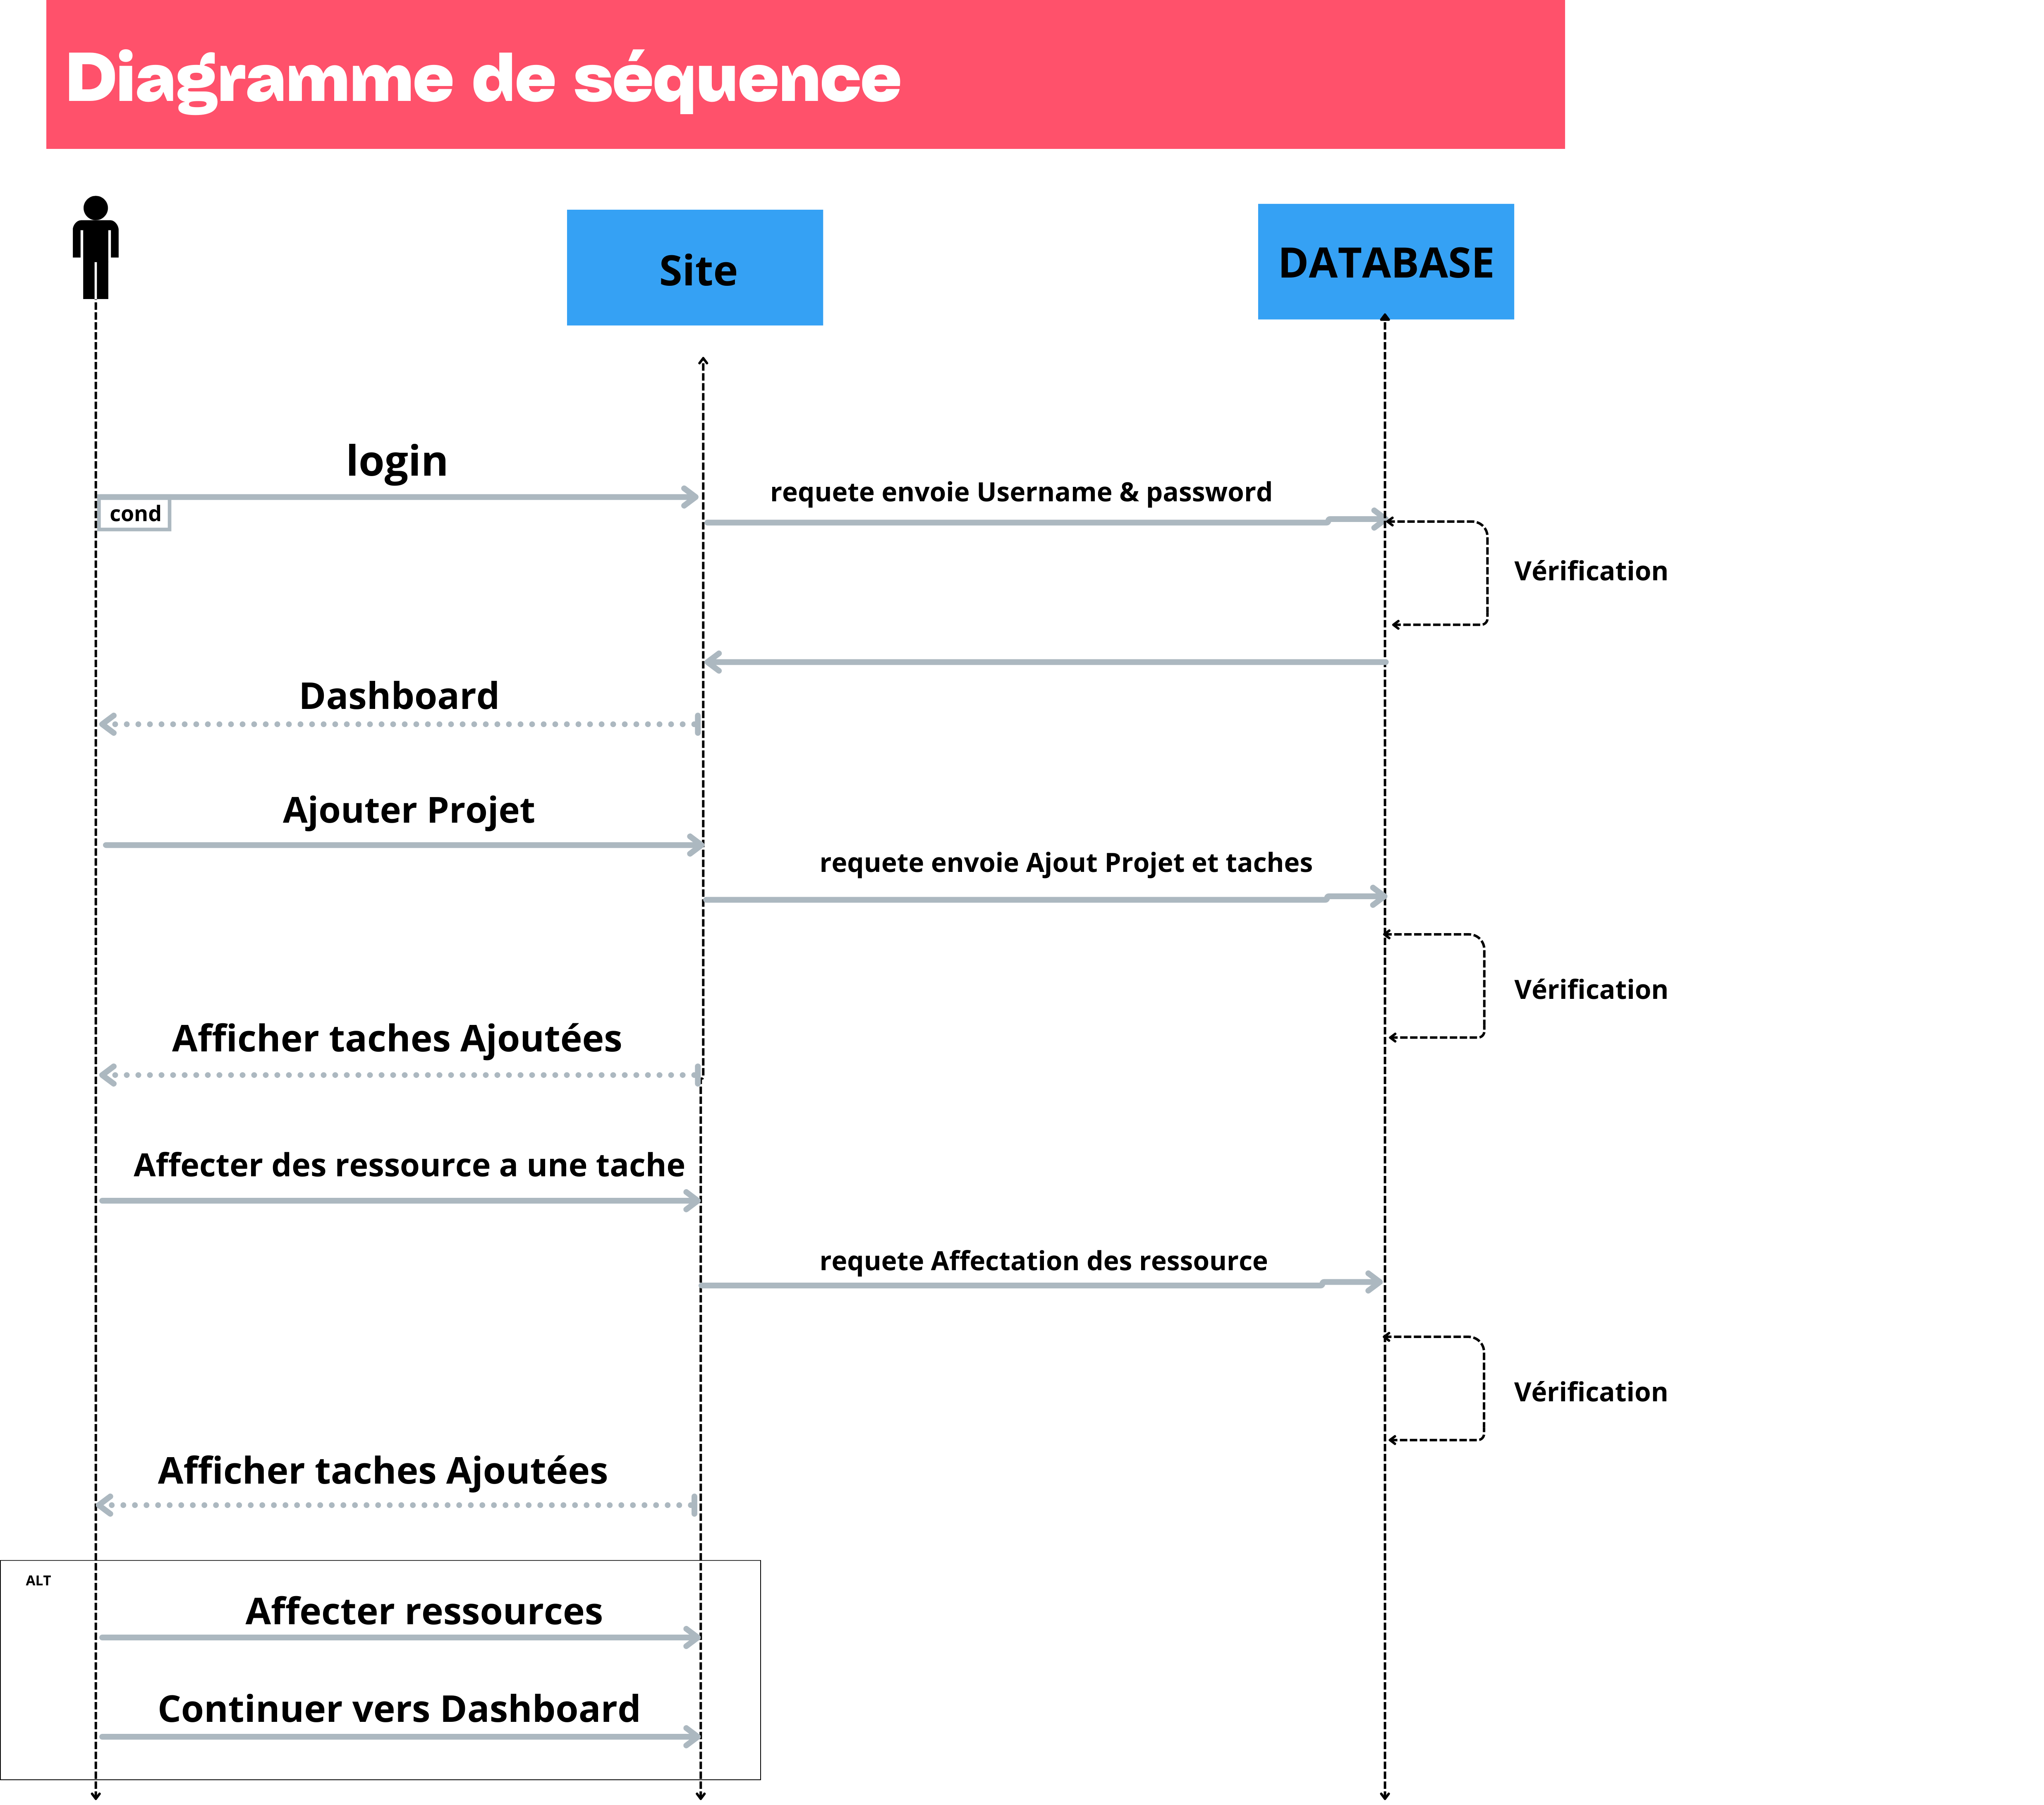 Diagramme de séquence
Site
DATABASE
login
cond
requete envoie Username & password
Vérification
Dashboard
Ajouter Projet
requete envoie Ajout Projet et taches
Vérification
Afficher taches Ajoutées
Affecter des ressource a une tache
requete Affectation des ressource
Vérification
Afficher taches Ajoutées
ALT
Affecter ressources
Continuer vers Dashboard